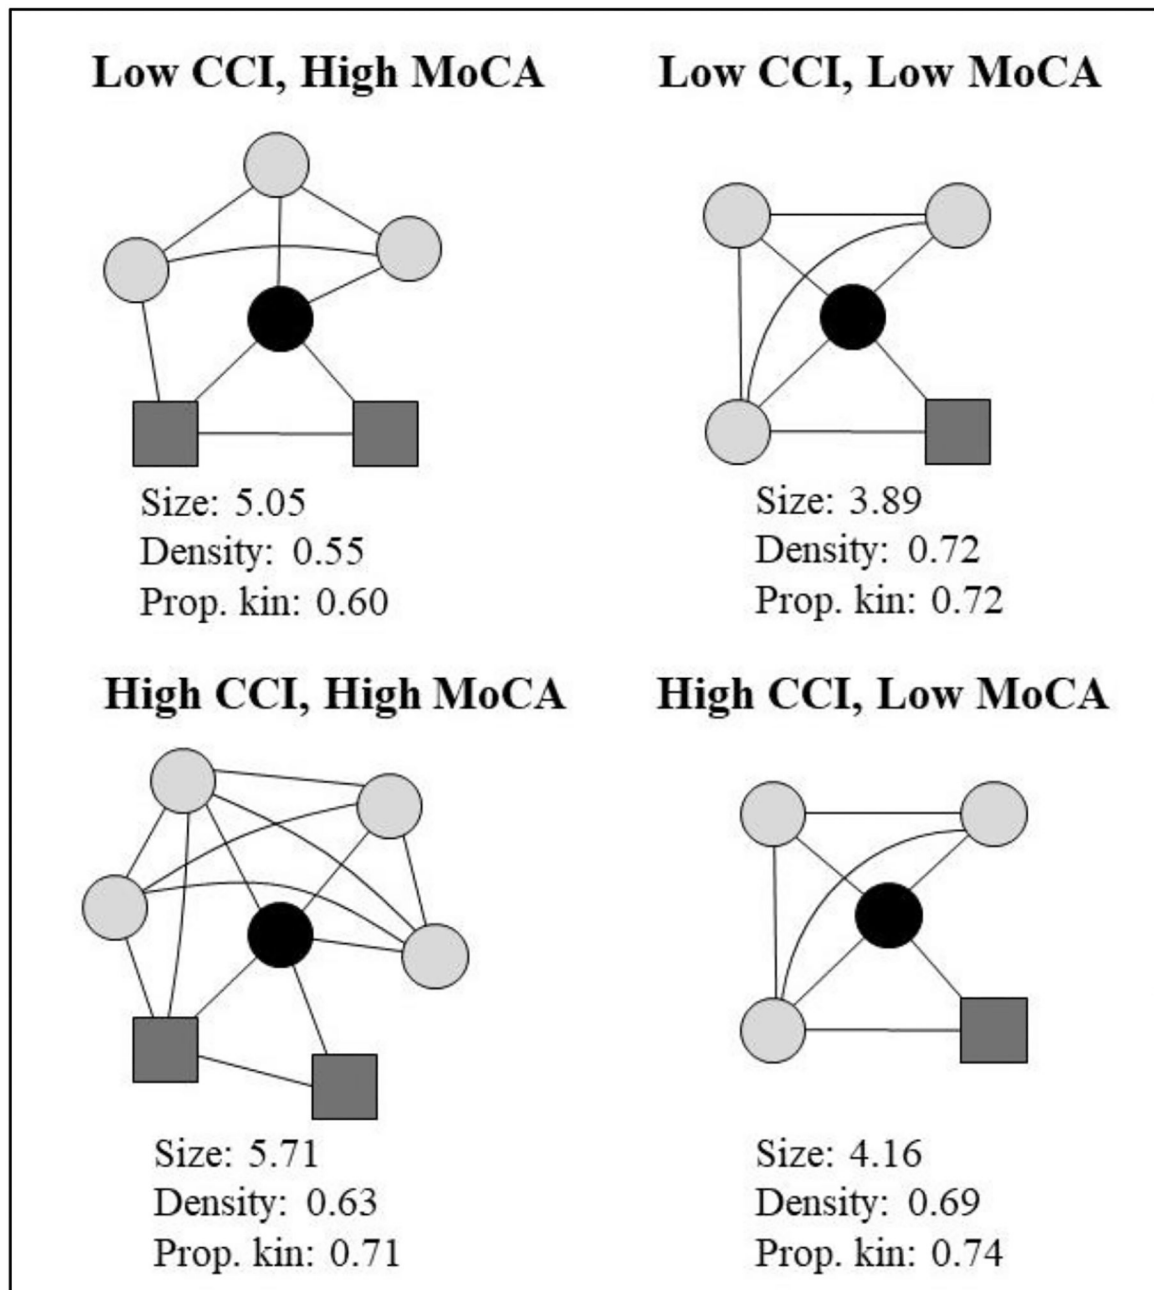 Low CCI, High MoCA
Size: 5.05
Density: 0.55
Prop. kin: 0.60
Low CCI, Low MoCA
Size: 3.89
Density: 0.72
Prop. kin: 0.72
High CCI, High MoCA
Size: 5.71
Density: 0.63
Prop. kin: 0.71
High CCI, Low MoCA
Size: 4.16
Density: 0.69
Prop. kin: 0.74